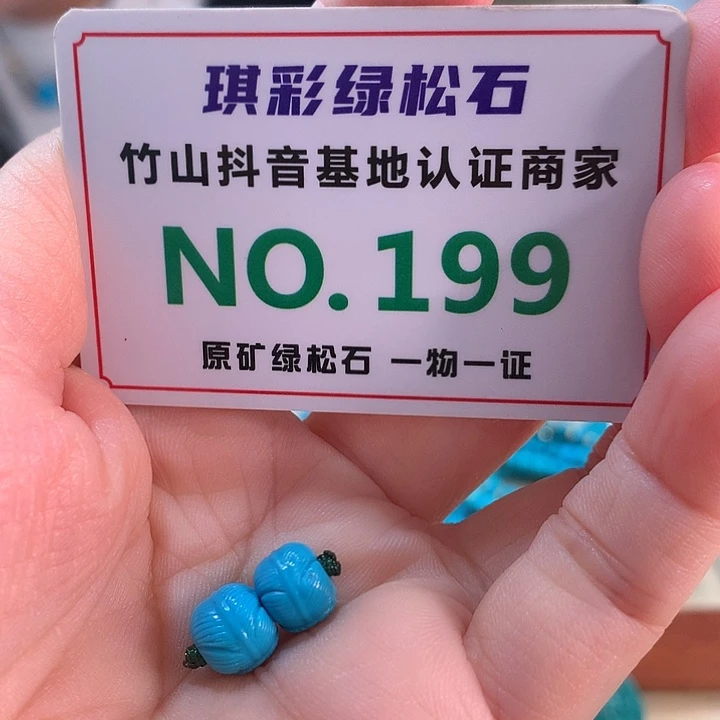 琪彩绿松石
竹山抖音基地认证商家
NO.199
原矿绿松石 一物一证